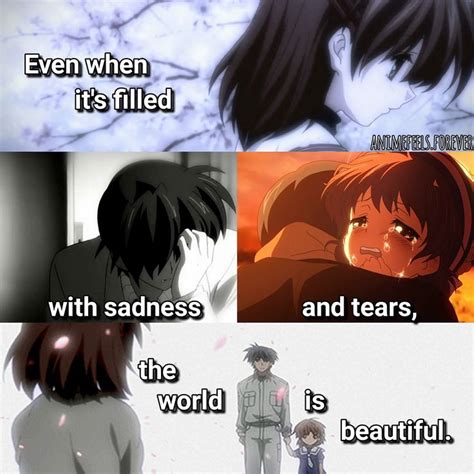 Even when
it's filled
ANIMEFEELS.FOREVER
with sadness
and tears,
the
world is
beautiful.